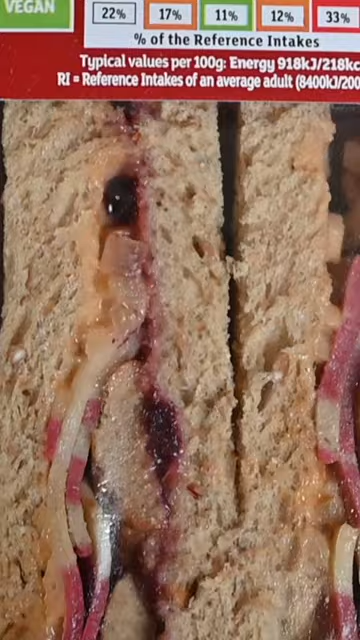 VEGAN
22% 17% 11% 12% 33%
% of the Reference Intakes
Typical values per 100g: Energy 918kJ/218kc
RI = Reference Intakes of an average adult (8400kJ/200